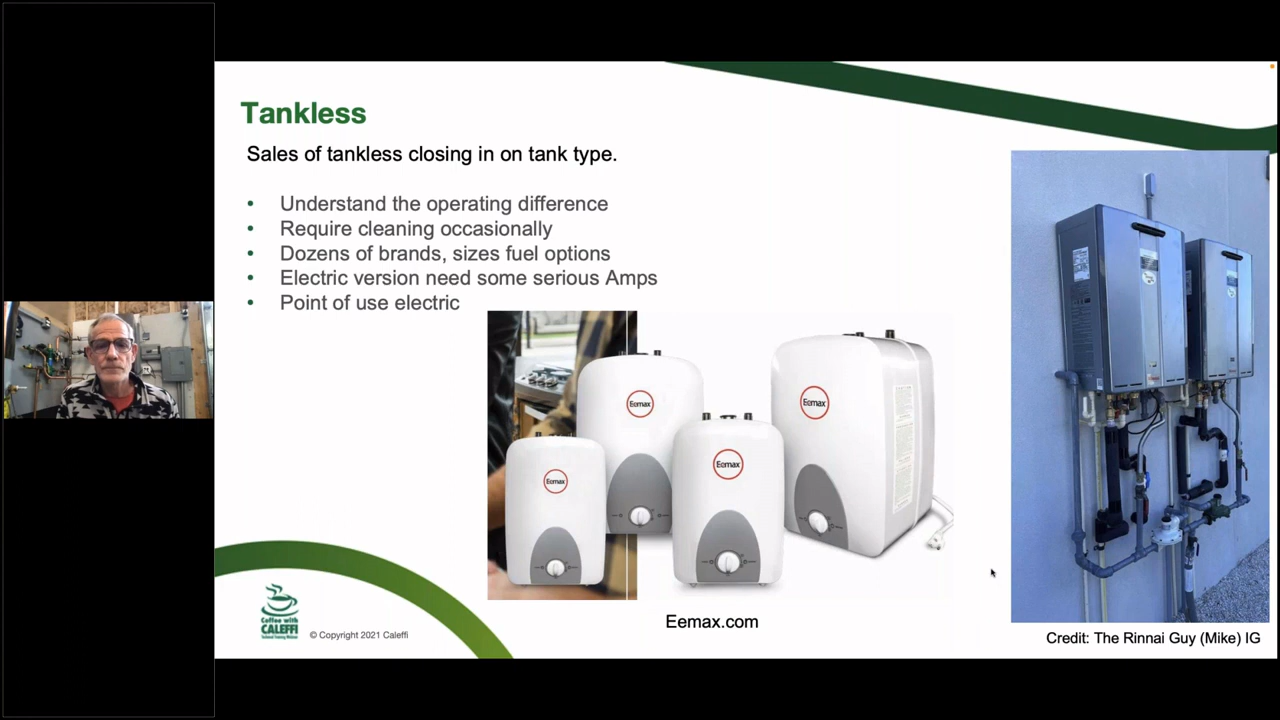 Tankless
Sales of tankless closing in on tank type.
• Understand the operating difference
• Require cleaning occasionally
• Dozens of brands, sizes fuel options
• Electric version need some serious Amps
• Point of use electric
Eemax
Eemax
Eemax
Eemax
Eemax.com
Credit: The Rinnai Guy (Mike) IG
Coffee with
CALEFFI
© Copyright 2021 Caleffi